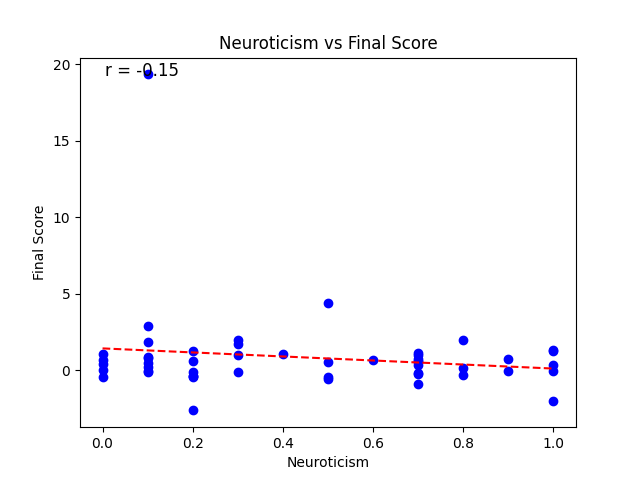 Neuroticism vs Final Score
r = -0.15
20
15
10
5
0
Final Score
0.0 0.2 0.4 0.6 0.8 1.0
Neuroticism